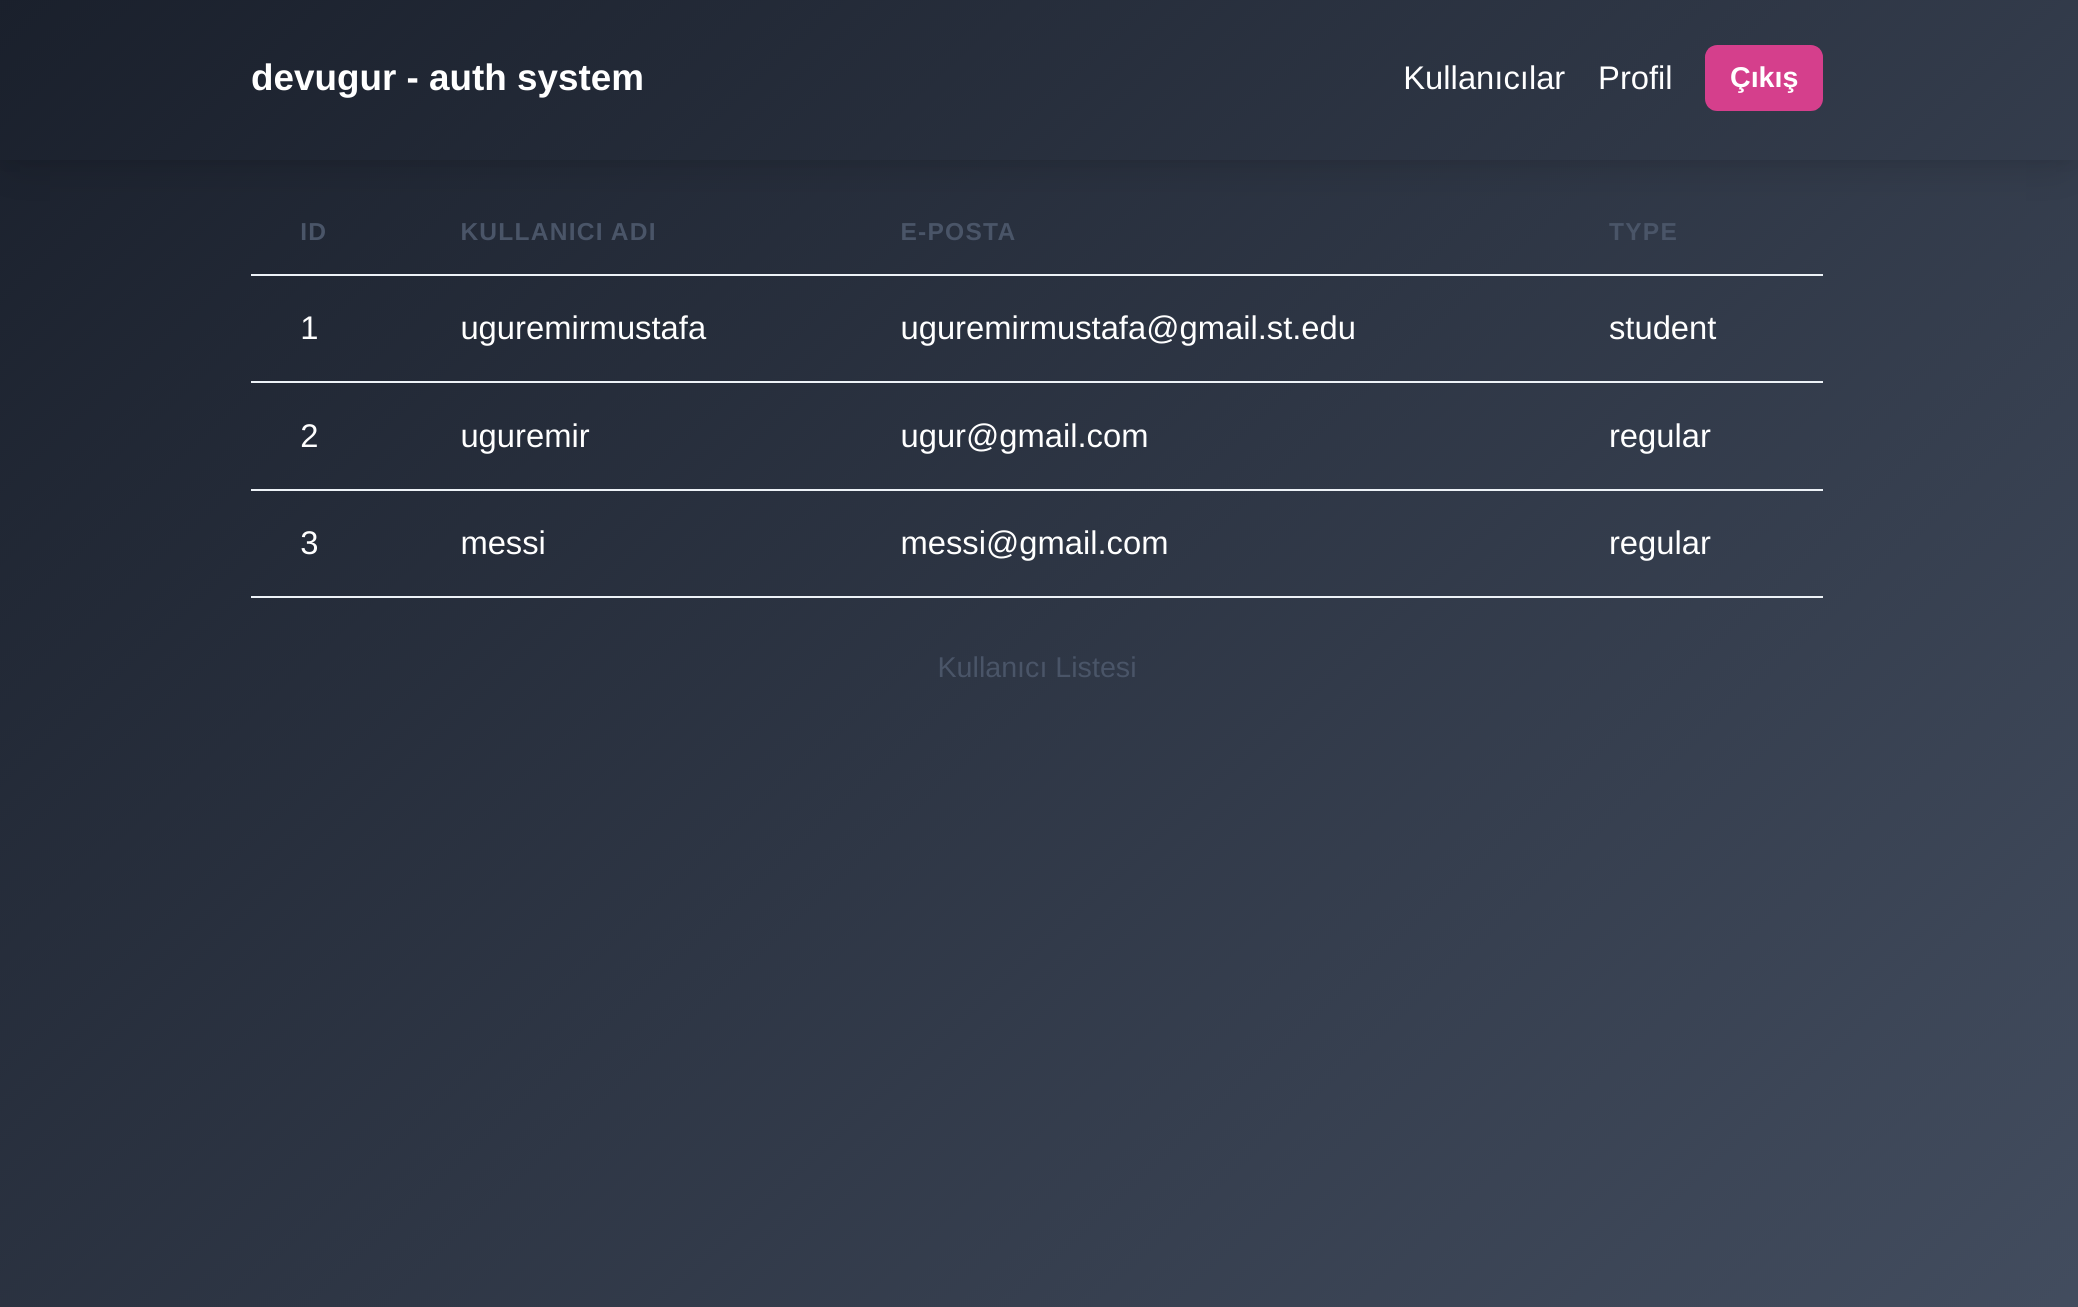 devugur - auth system
Kullanıcılar Profil Çıkış
ID KULLANICI ADI E-POSTA TYPE
1 uguremirmustafa uguremirmustafa@gmail.st.edu student
2 uguremir ugur@gmail.com regular
3 messi messi@gmail.com regular
Kullanıcı Listesi